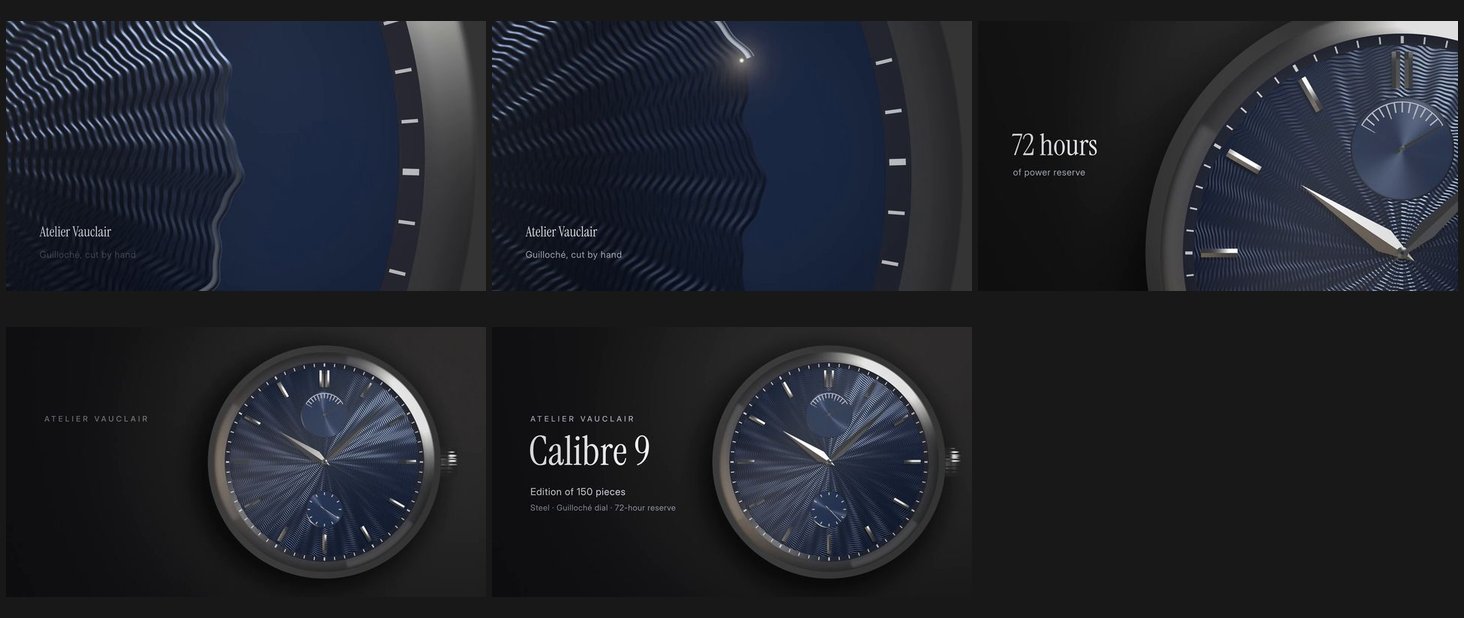 Atelier Vauclair
Guilloché, cut by hand
Atelier Vauclair
Guilloché, cut by hand
72 hours
of power reserve
ATELIER VAUCLAIR
ATELIER VAUCLAIR
Calibre 9
Edition of 150 pieces
Steel · Guilloché dial · 72-hour reserve